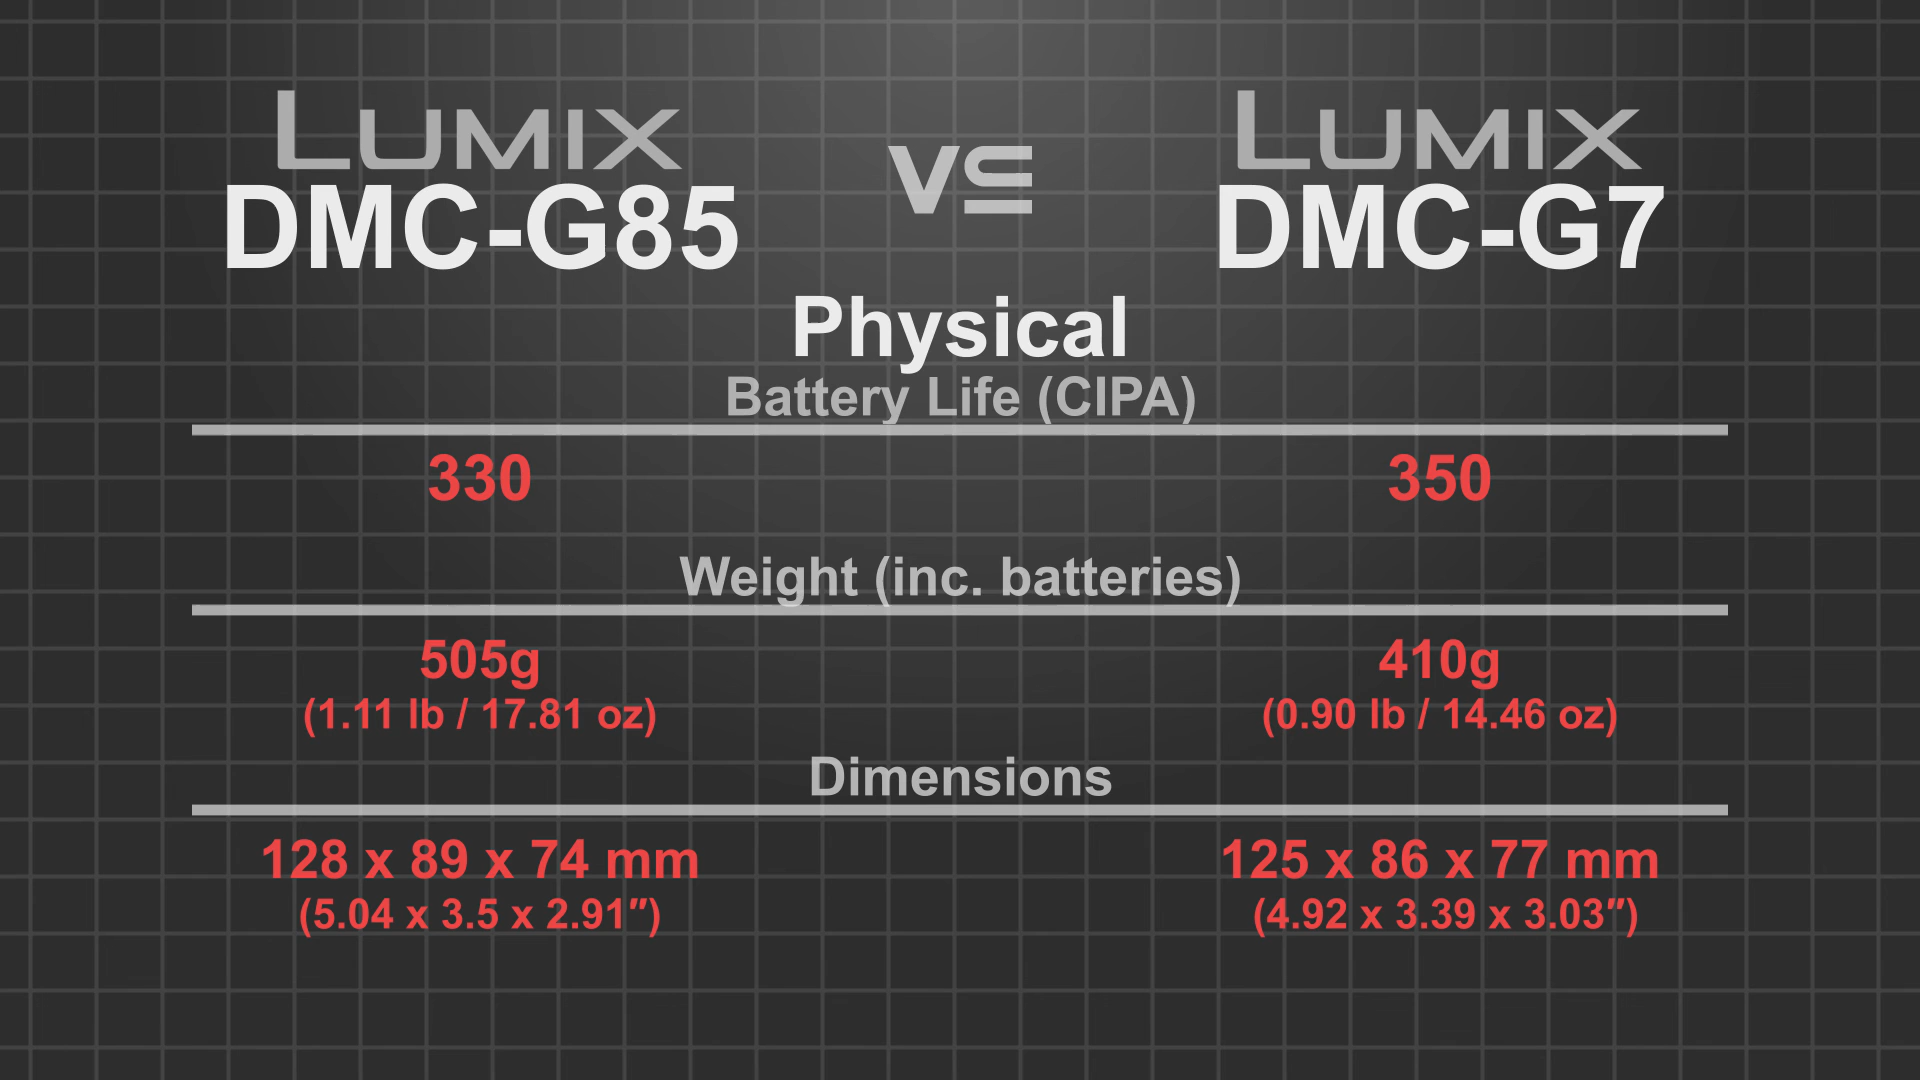 LUMIX VS LUMIX
DMC-G85 DMC-G7
Physical
Battery Life (CIPA)
330 350
Weight (inc. batteries)
505g 410g
(1.11 lb / 17.81 oz) (0.90 lb / 14.46 oz)
Dimensions
128 x 89 x 74 mm 125 x 86 x 77 mm
(5.04 x 3.5 x 2.91″) (4.92 x 3.39 x 3.03″)